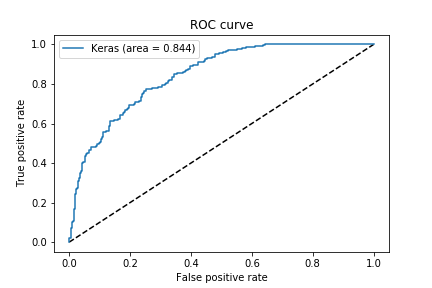 ROC curve
Keras (area = 0.844)
True positive rate
1.0
0.8
0.6
0.4
0.2
0.0
0.0 0.2 0.4 0.6 0.8 1.0
False positive rate